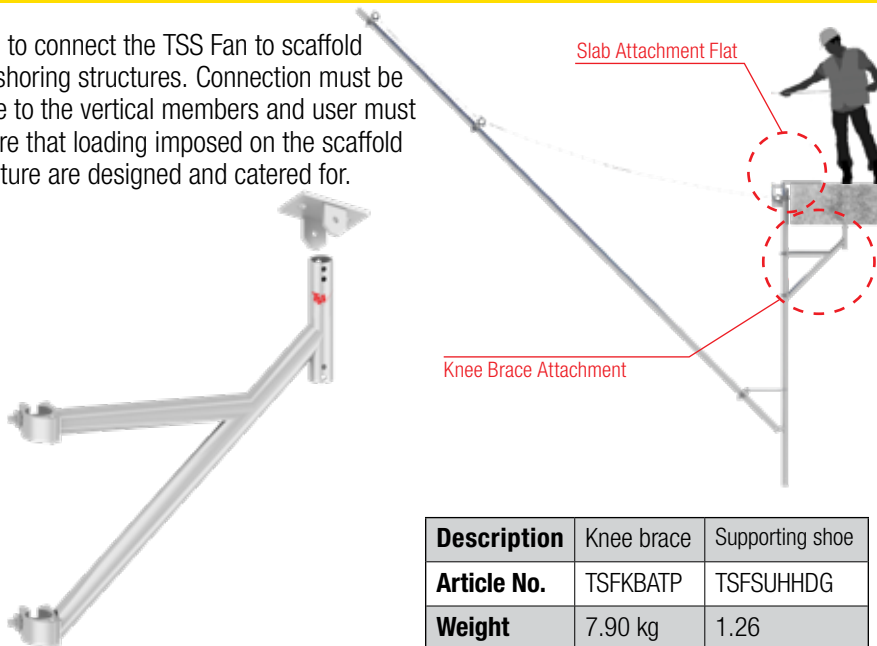 to connect the TSS Fan to scaffold
shoring structures. Connection must be
to the vertical members and user must
that loading imposed on the scaffold
are designed and catered for.
Slab Attachment Flat
Knee Brace Attachment
Description Knee brace Supporting shoe
Article No. TSFKBATP TSFSUHHDG
Weight 7.90 kg 1.26